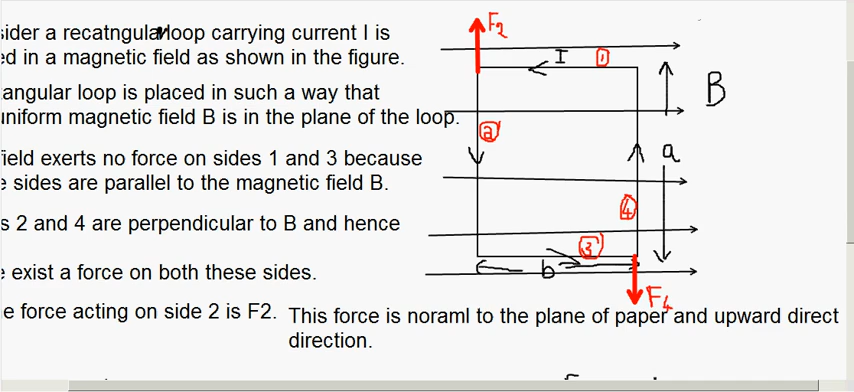 sider a recatngular loop carrying current I is
ed in a magnetic field as shown in the figure.
angular loop is placed in such a way that
uniform magnetic field B is in the plane of the loop.
field exerts no force on sides 1 and 3 because
e sides are parallel to the magnetic field B.
s 2 and 4 are perpendicular to B and hence
e exist a force on both these sides.
e force acting on side 2 is F2.
This force is noraml to the plane of paper and upward direct
direction.
F2
I
1
B
2
a
4
3
b
F4